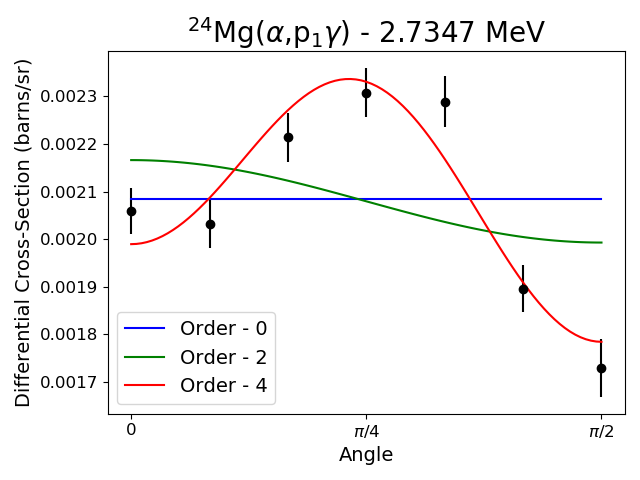 ²⁴Mg(α,p₁γ) - 2.7347 MeV
Differential Cross-Section (barns/sr)
0.0023
0.0022
0.0021
0.0020
0.0019
0.0018
0.0017
Order - 0
Order - 2
Order - 4
0
π/4
π/2
Angle